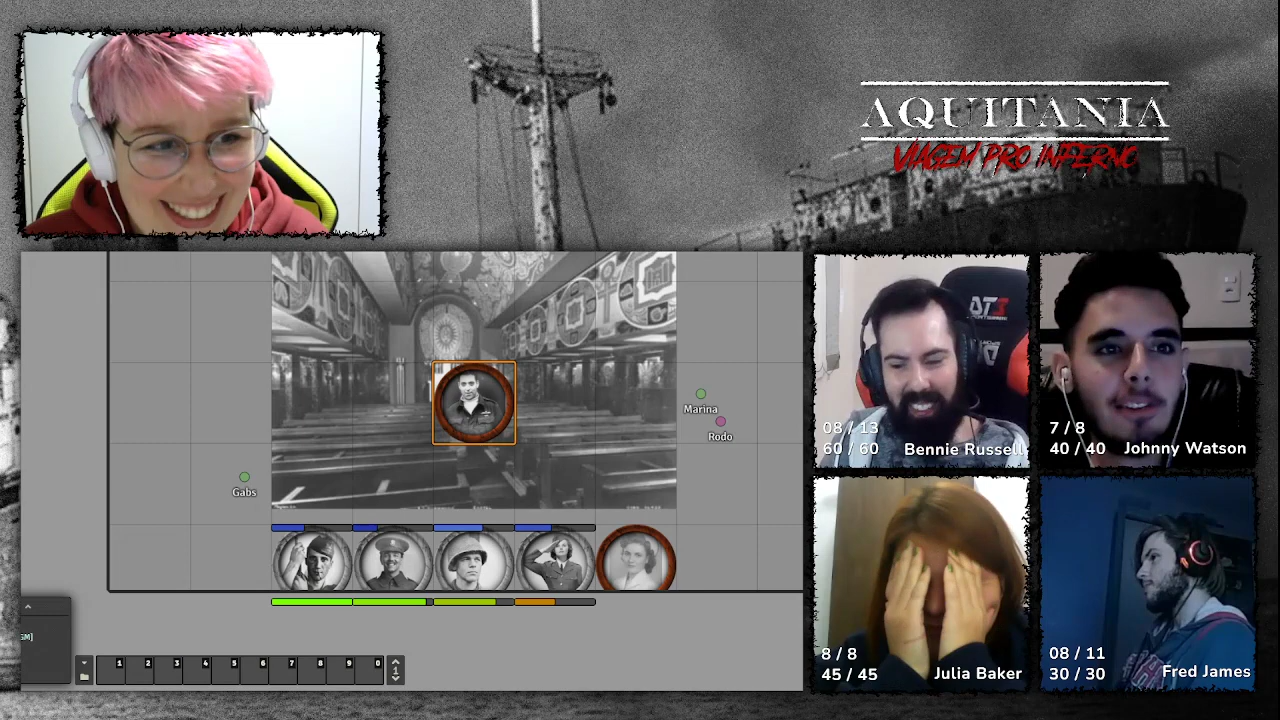 AQUITANIA
VIAGEM PRO INFERNO
Marina
Rodo
Gabs
GM]
1 2 3 4 5 6 7 8 9 0
1
08 / 13
60 / 60
Bennie Russell
7 / 8
40 / 40
Johnny Watson
8 / 8
45 / 45
Julia Baker
08 / 11
30 / 30
Fred James